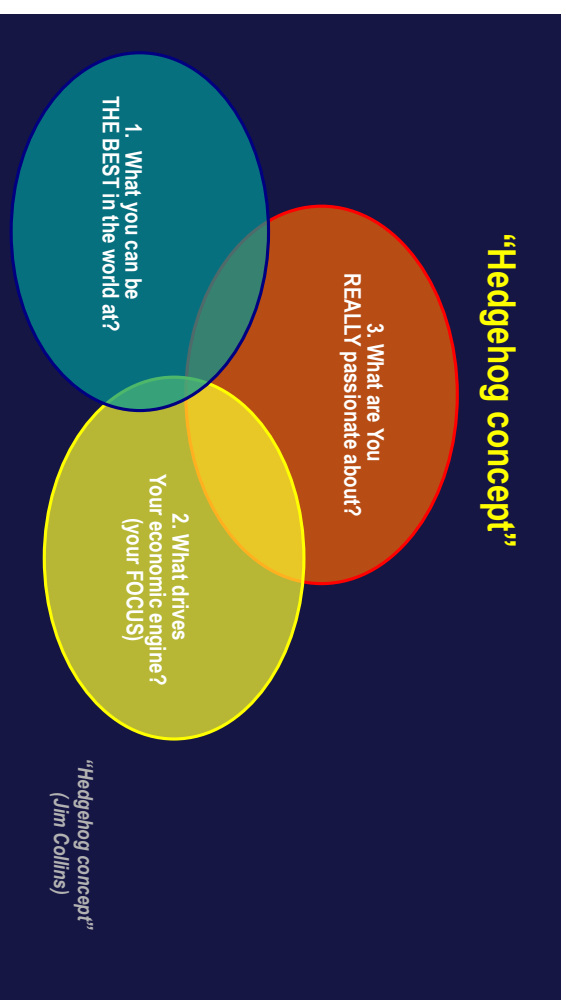 “Hedgehog concept”
3. What are You
REALLY passionate about?
1. What you can be
THE BEST in the world at?
2. What drives
Your economic engine?
(your FOCUS)
“Hedgehog concept”
(Jim Collins)